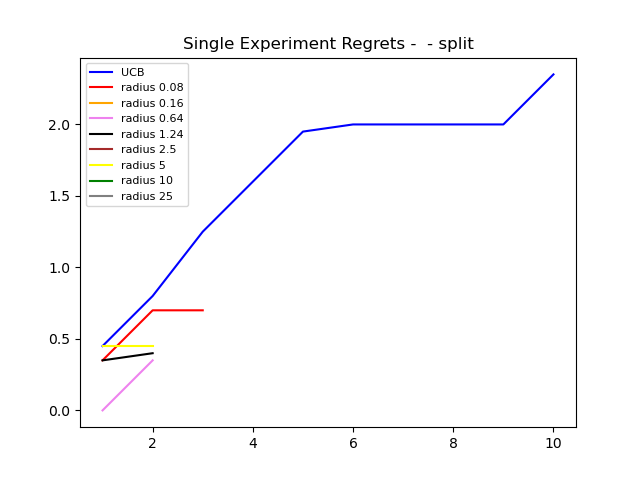 Single Experiment Regrets -  - split
UCB
radius 0.08
radius 0.16
radius 0.64
radius 1.24
radius 2.5
radius 5
radius 10
radius 25
2.0
1.5
1.0
0.5
0.0
2 4 6 8 10